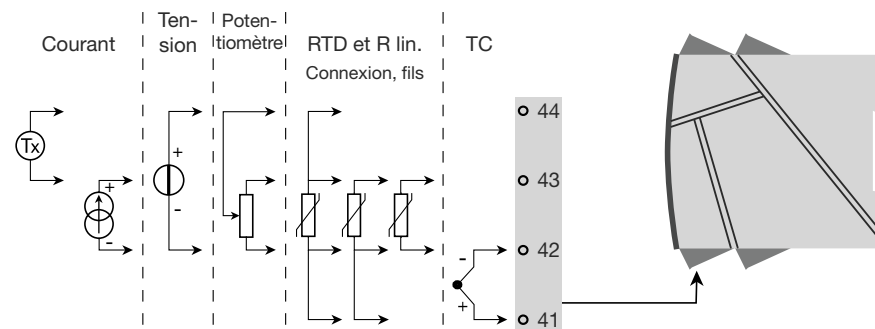 Courant
Ten-
sion
Poten-
tiomètre
RTD et R lin.
Connexion, fils
TC
Tx
+
-
+
-
-
+
44
43
42
41